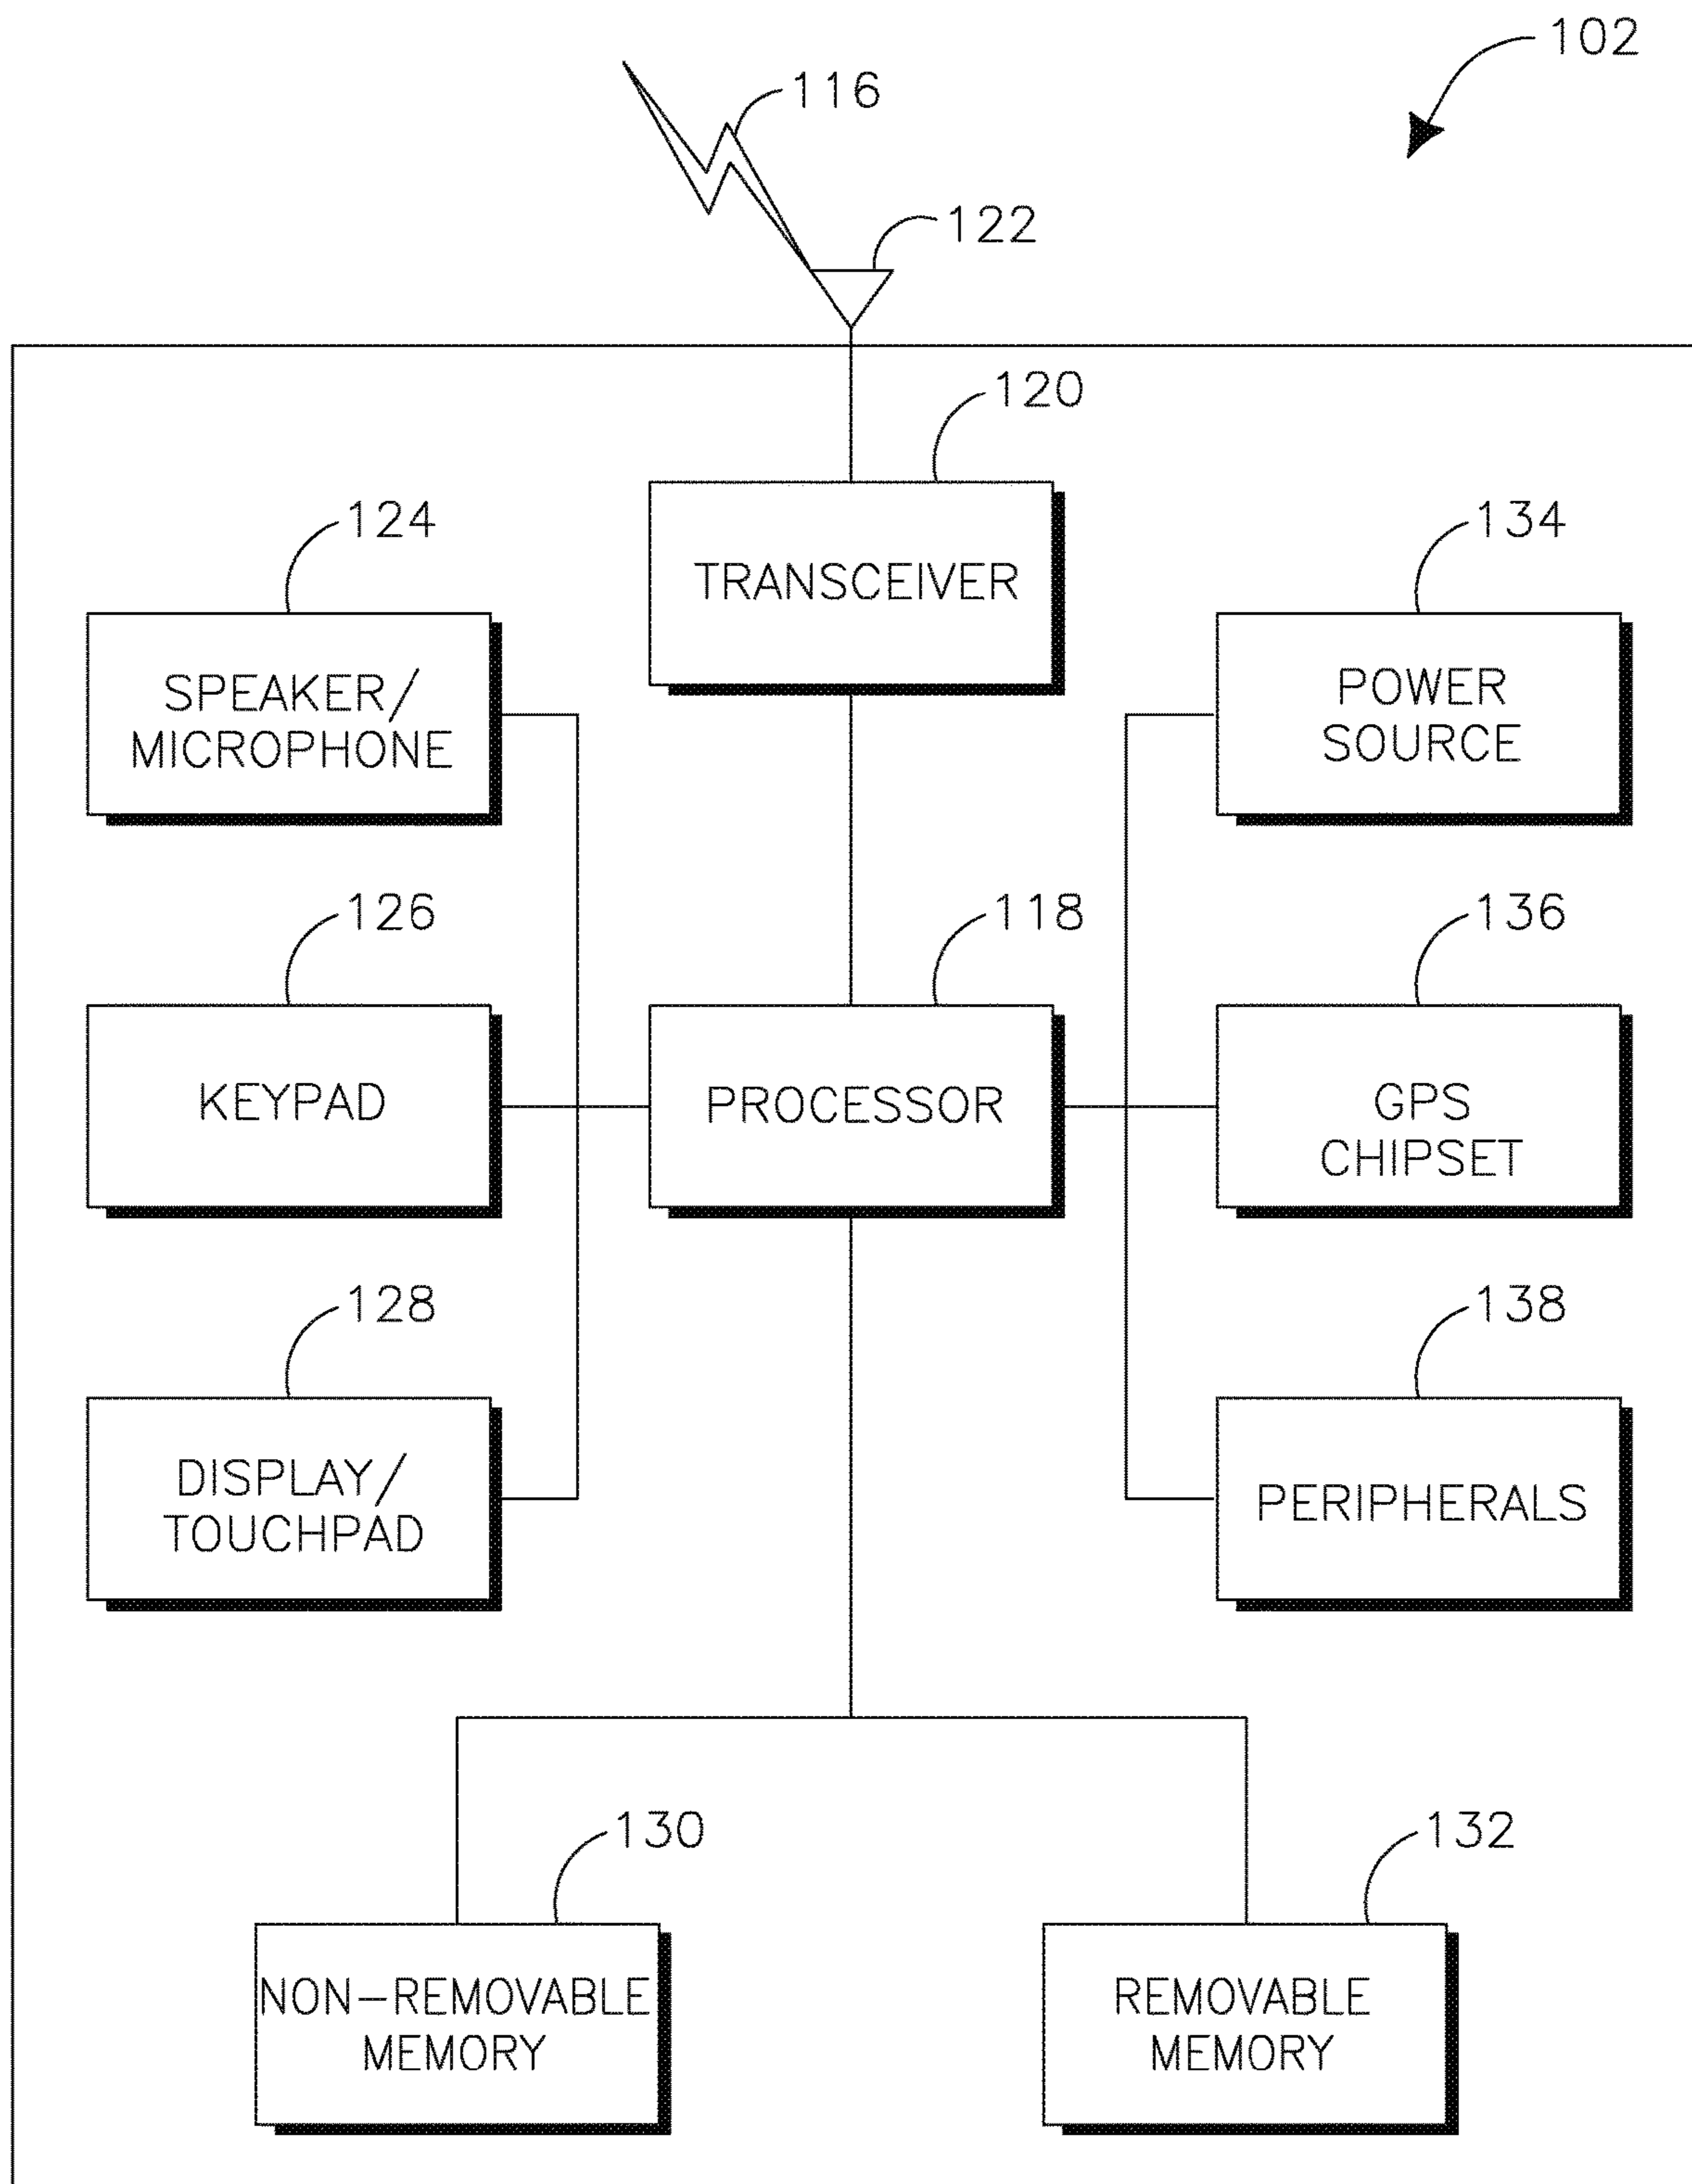 102
116
122
120
TRANSCEIVER
124
SPEAKER/
MICROPHONE
134
POWER
SOURCE
126
KEYPAD
118
PROCESSOR
136
GPS
CHIPSET
128
DISPLAY/
TOUCHPAD
138
PERIPHERALS
130
NON-REMOVABLE
MEMORY
132
REMOVABLE
MEMORY